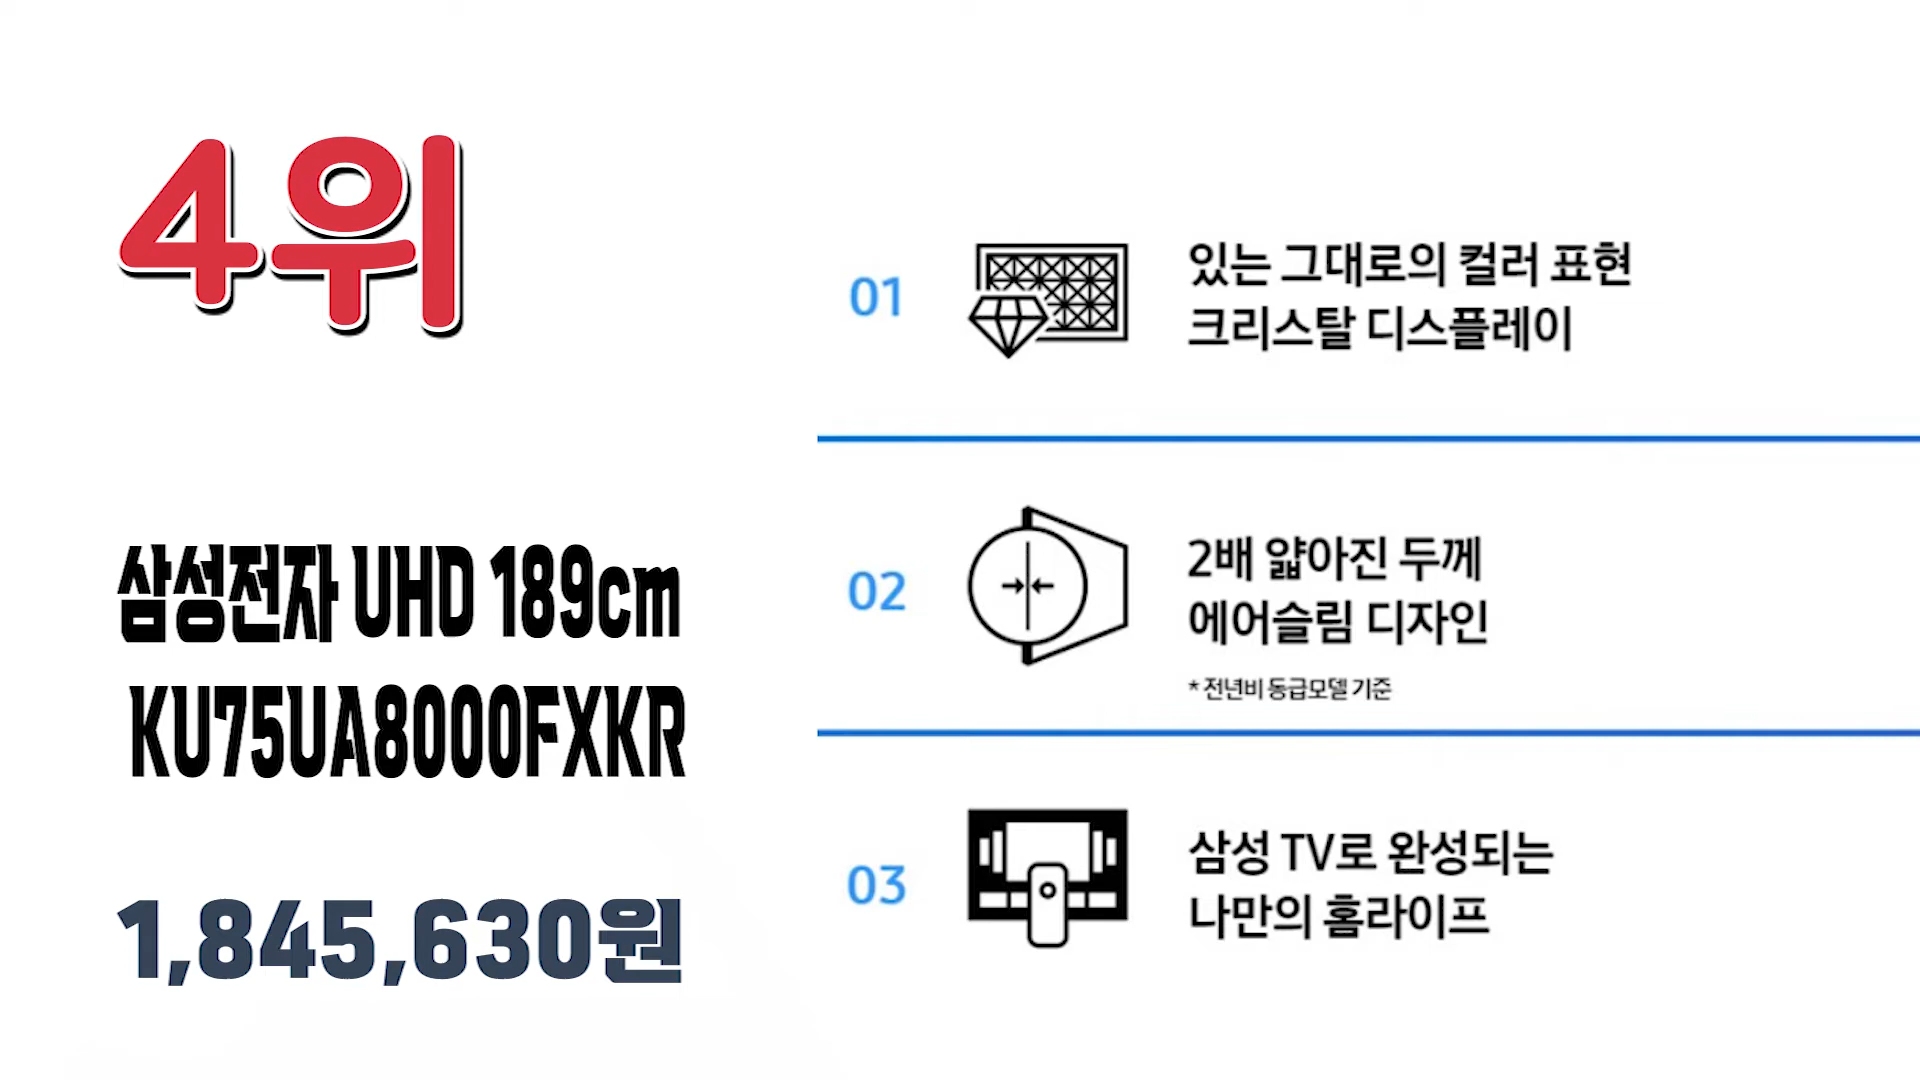 4위
삼성전자 UHD 189cm
KU75UA8000FXKR
1,845,630원
01
있는 그대로의 컬러 표현
크리스탈 디스플레이
02
2배 얇아진 두께
에어슬림 디자인
* 전년비 동급모델 기준
03
삼성 TV로 완성되는
나만의 홈라이프